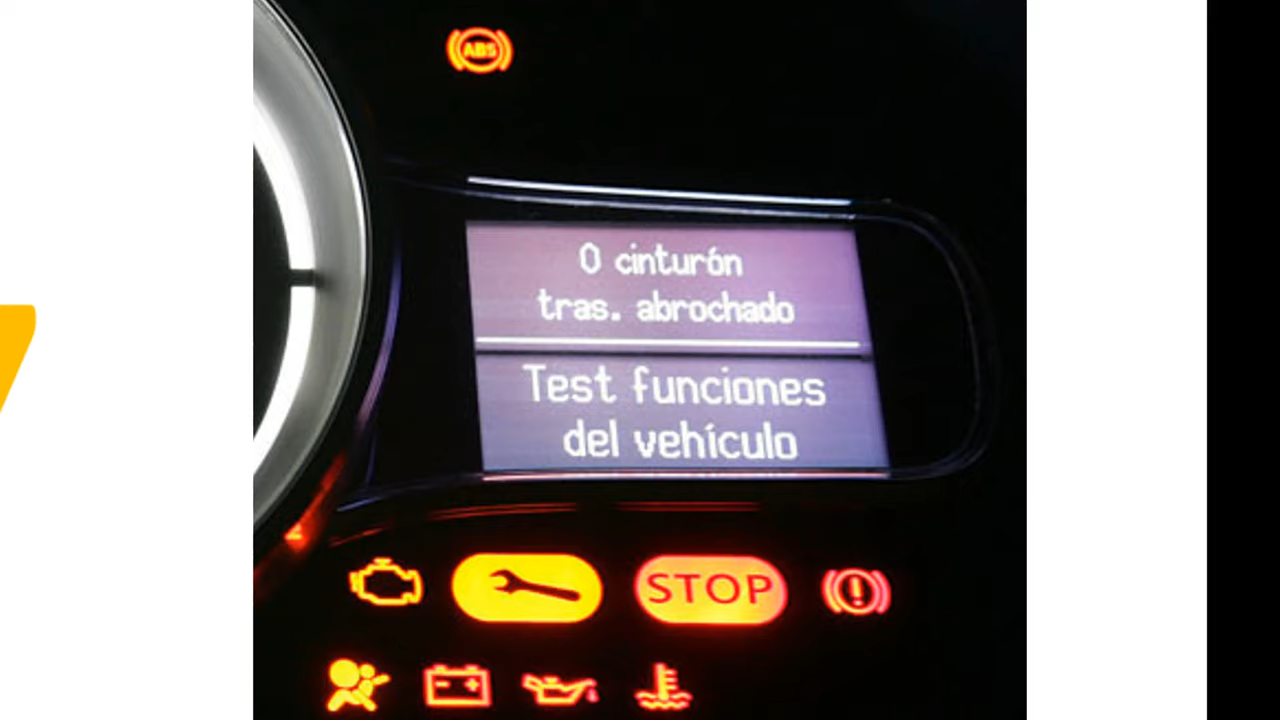 ABS
0 cinturón
tras. abrochado
Test funciones
del vehículo
STOP